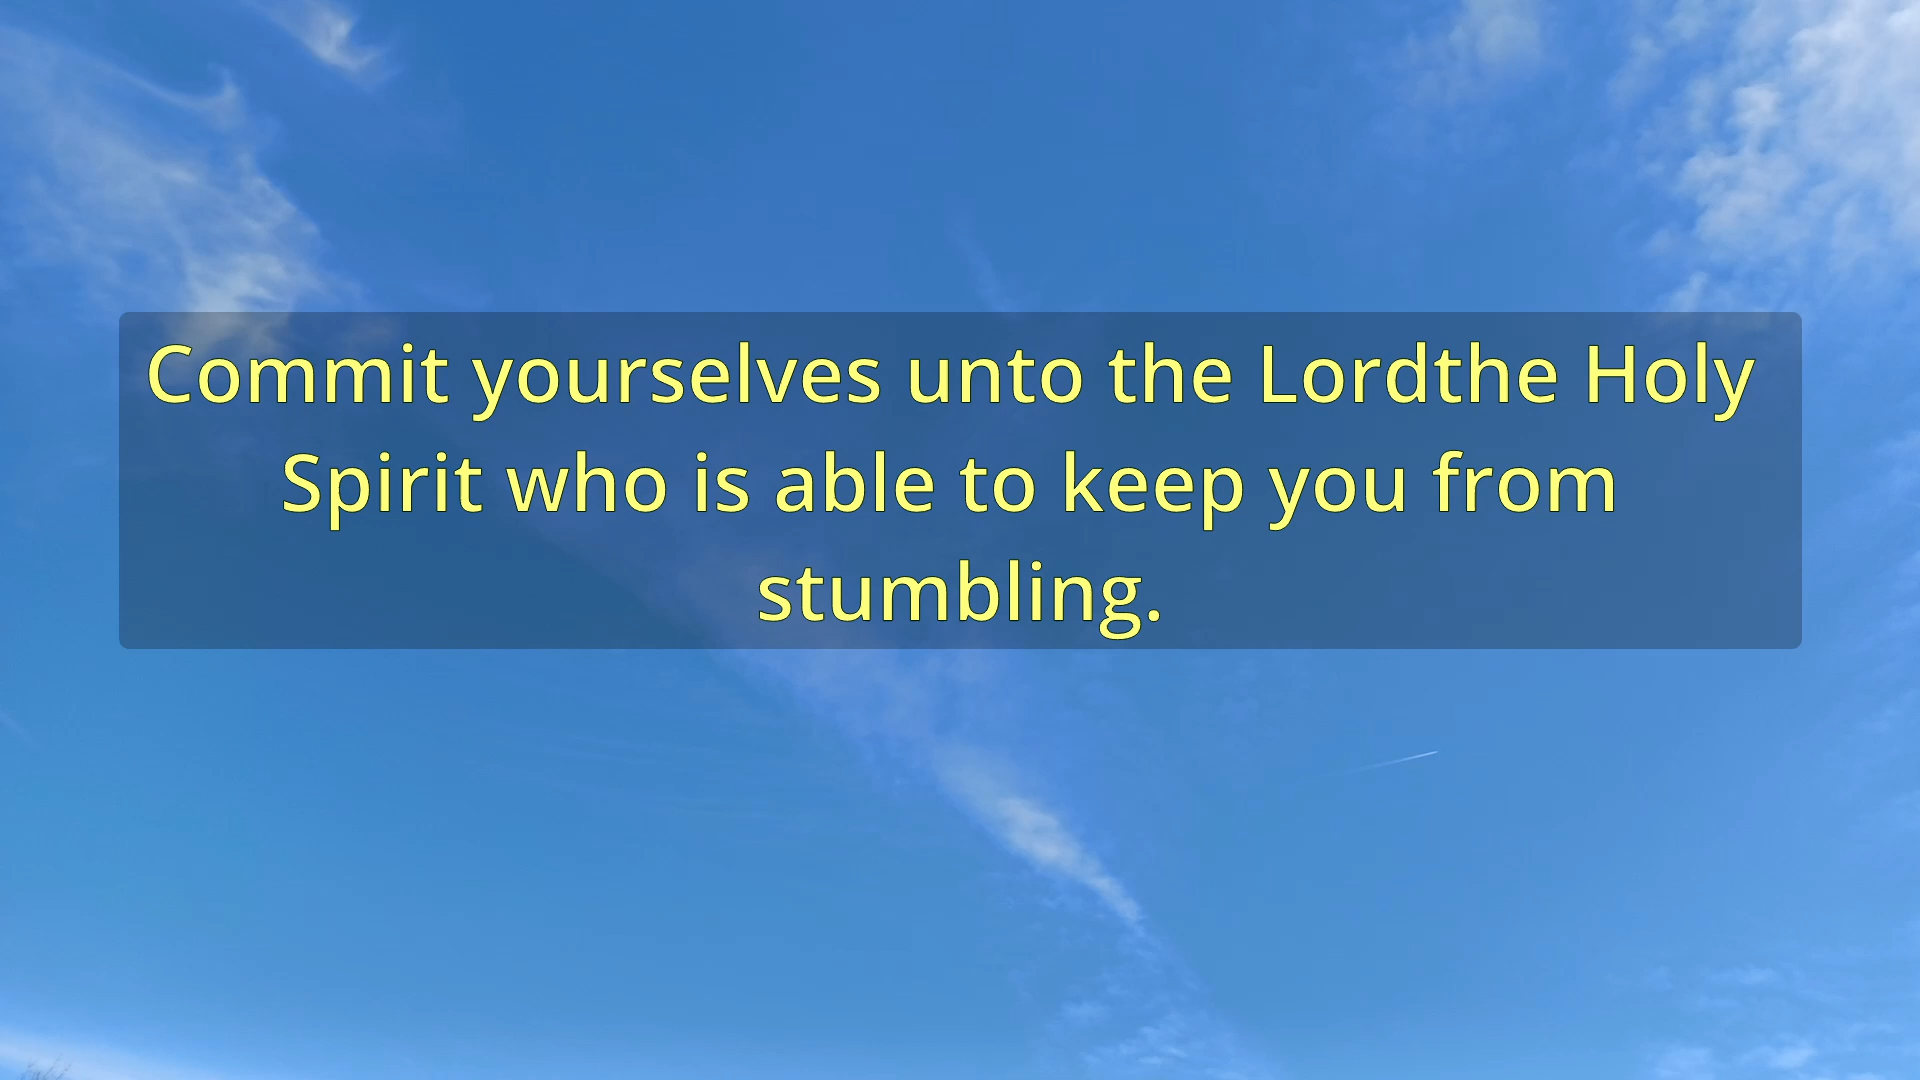 Commit yourselves unto the Lordthe Holy
Spirit who is able to keep you from
stumbling.